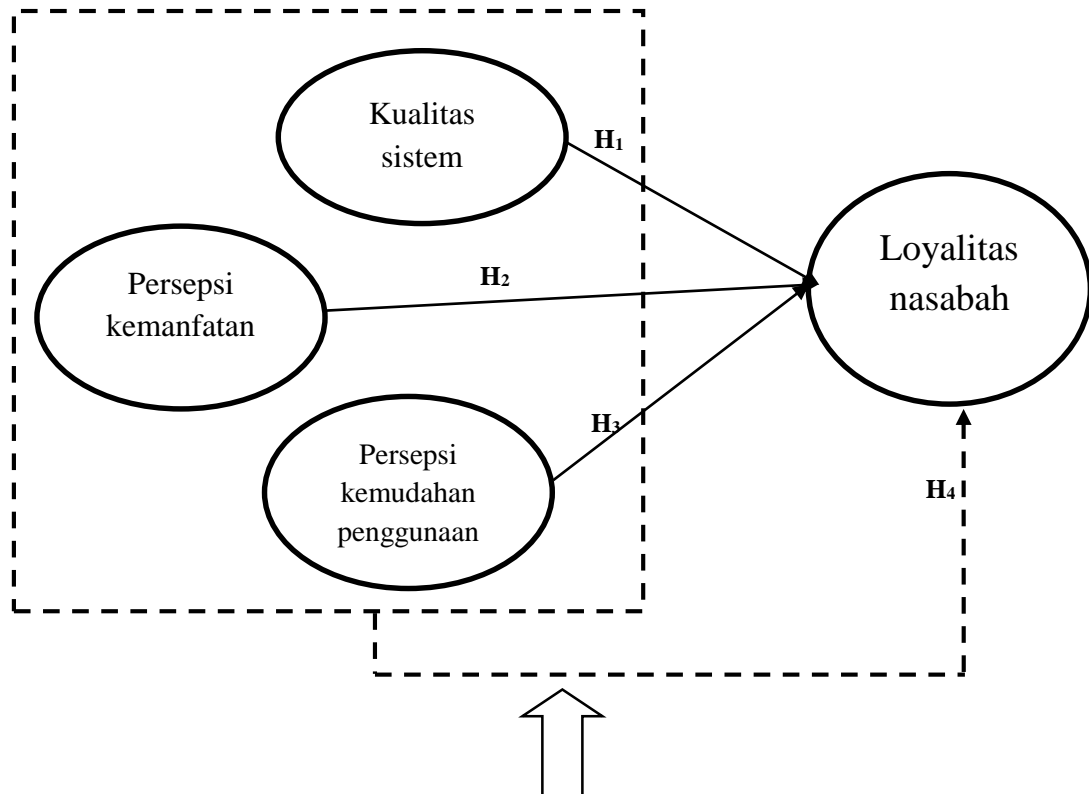 Kualitas
sistem
H₁
Loyalitas
nasabah
Persepsi
kemanfatan
H₂
Persepsi
kemudahan
penggunaan
H₃
H₄